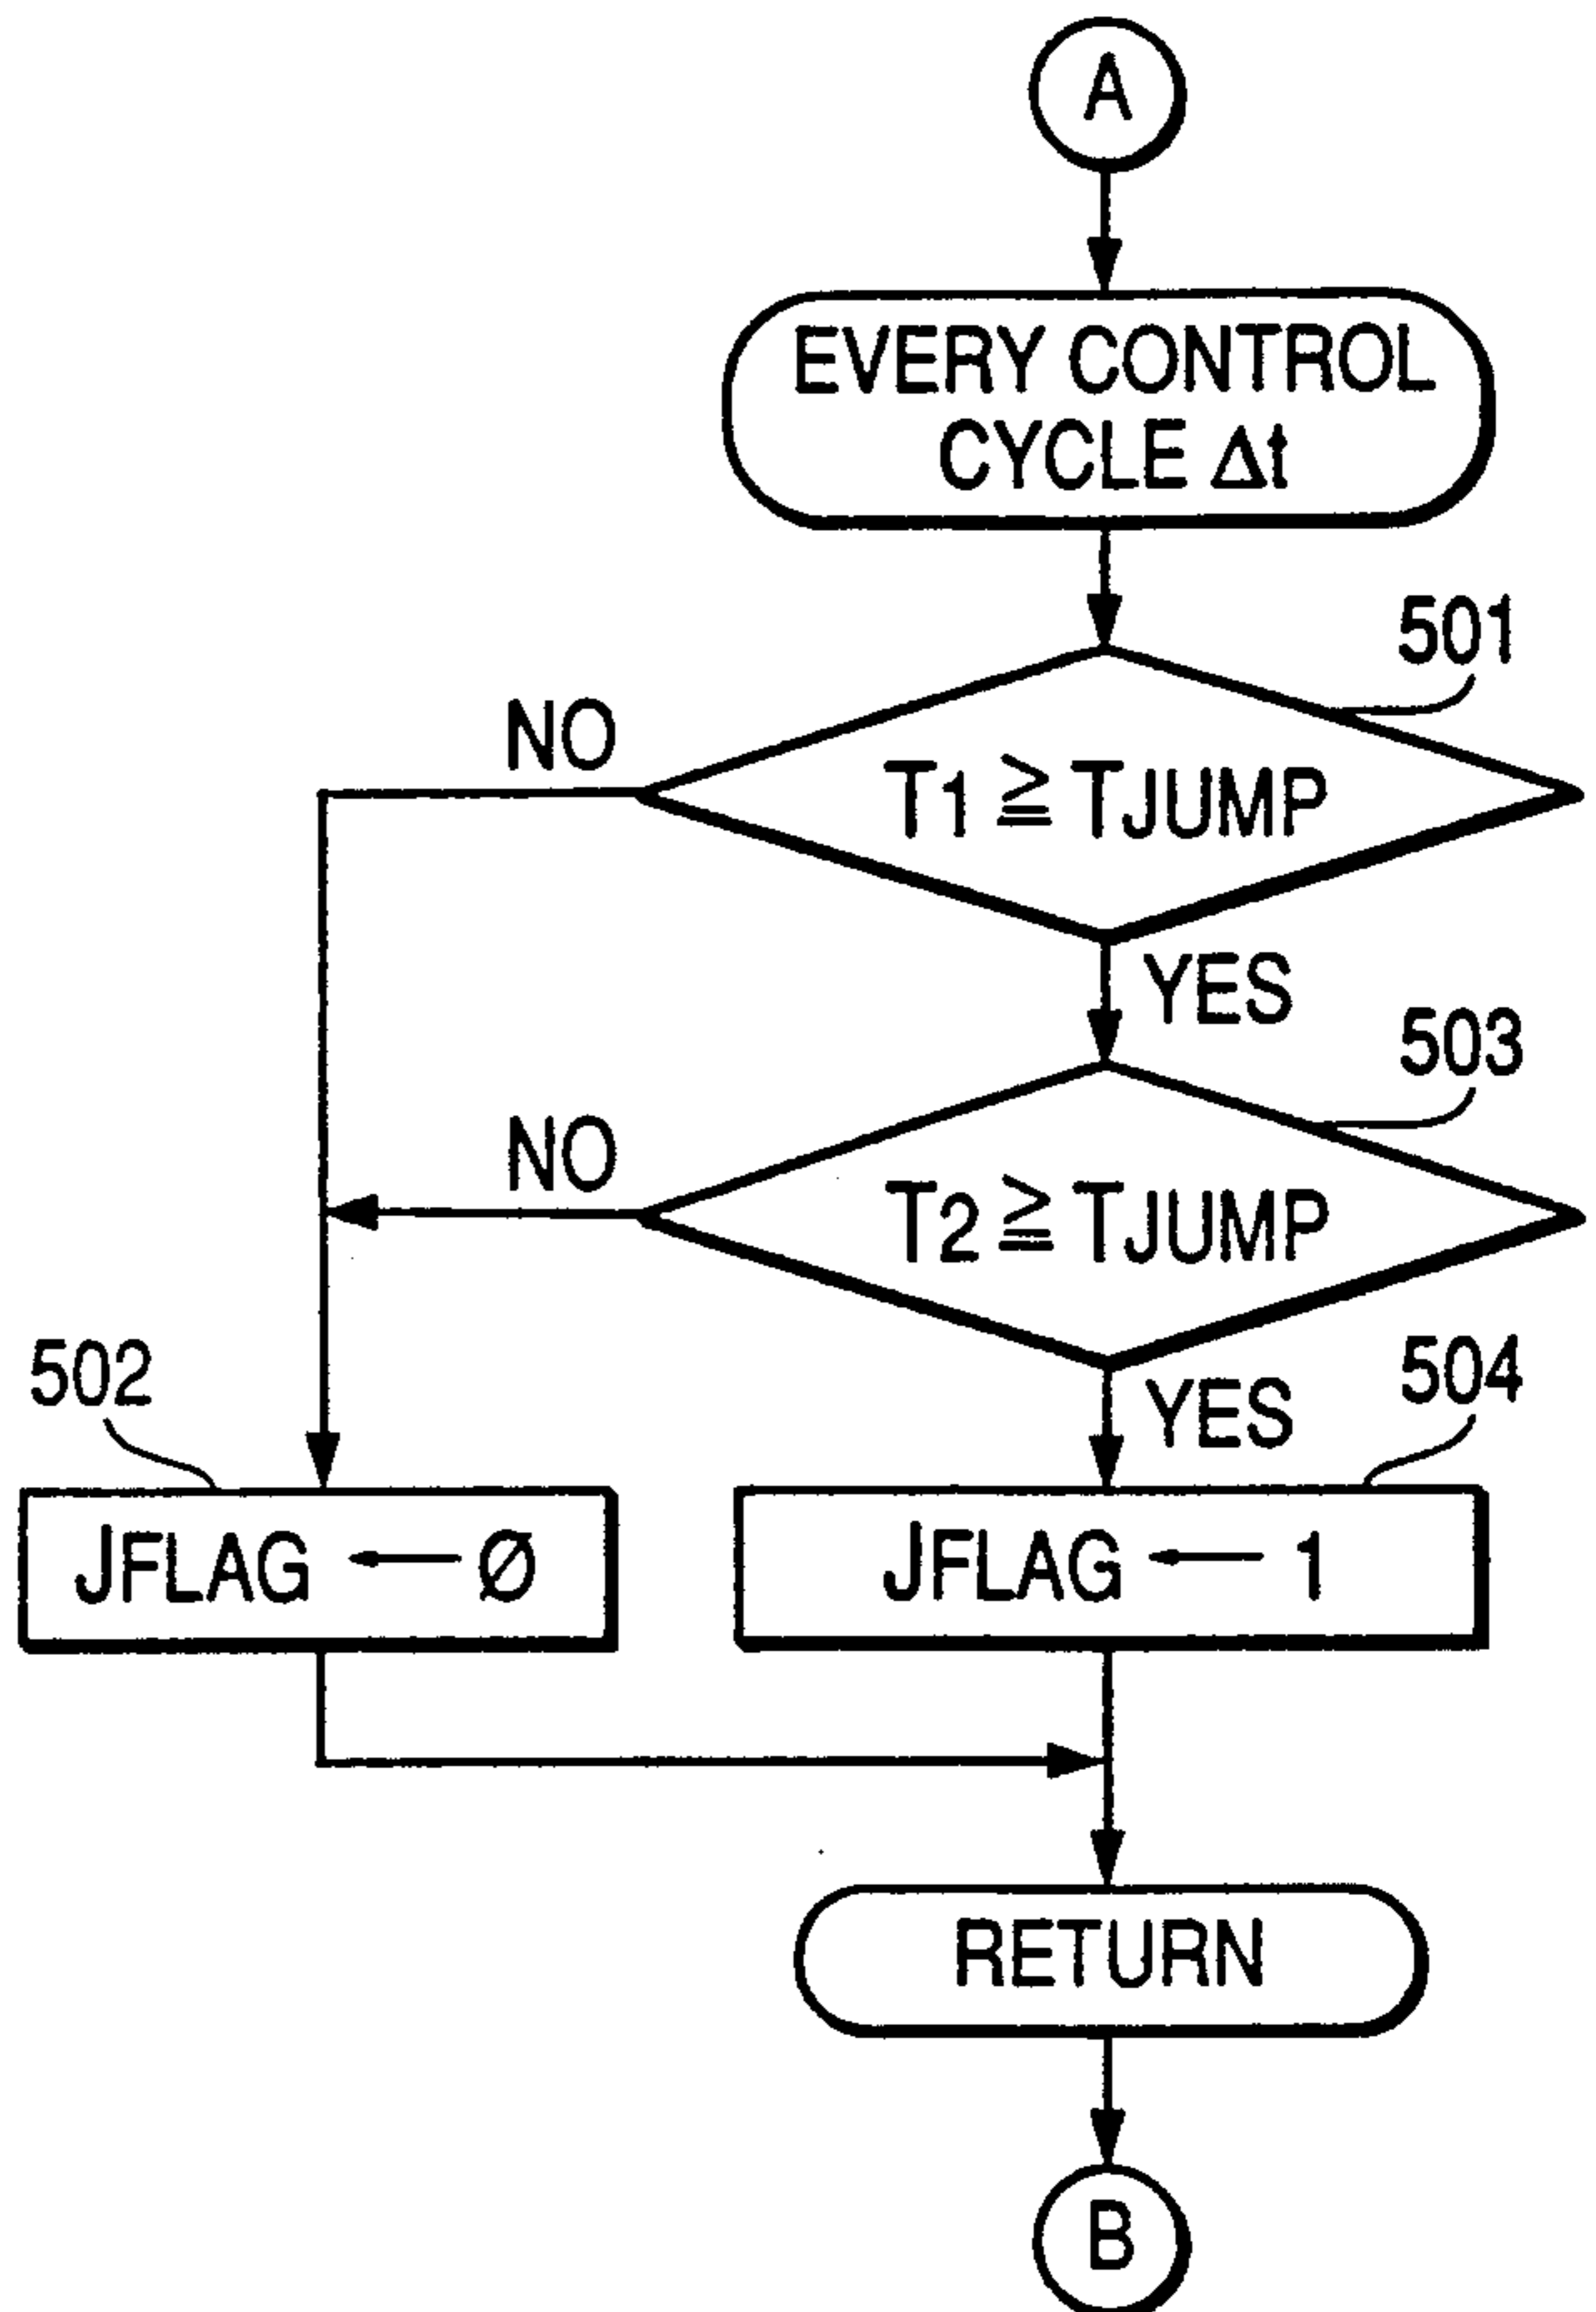 A
EVERY CONTROL
CYCLE Δt
501
NO
T1 ≧ TJUMP
YES
503
NO
T2 ≧ TJUMP
YES
502
504
JFLAG ← Ø
JFLAG ← 1
RETURN
B